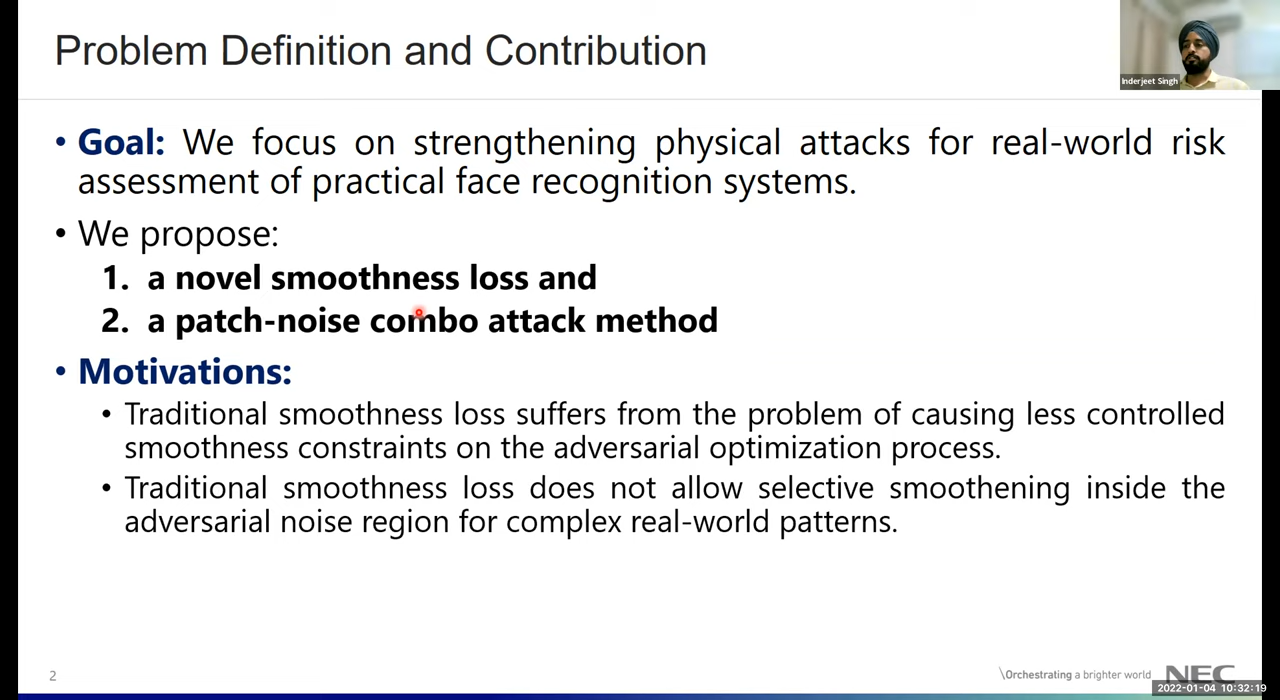 Problem Definition and Contribution
Inderjeet Singh
• Goal: We focus on strengthening physical attacks for real-world risk
assessment of practical face recognition systems.
• We propose:
1. a novel smoothness loss and
2. a patch-noise combo attack method
• Motivations:
• Traditional smoothness loss suffers from the problem of causing less controlled
smoothness constraints on the adversarial optimization process.
• Traditional smoothness loss does not allow selective smoothening inside the
adversarial noise region for complex real-world patterns.
2
\Orchestrating a brighter world
NEC
2022-01-04 10:32:19